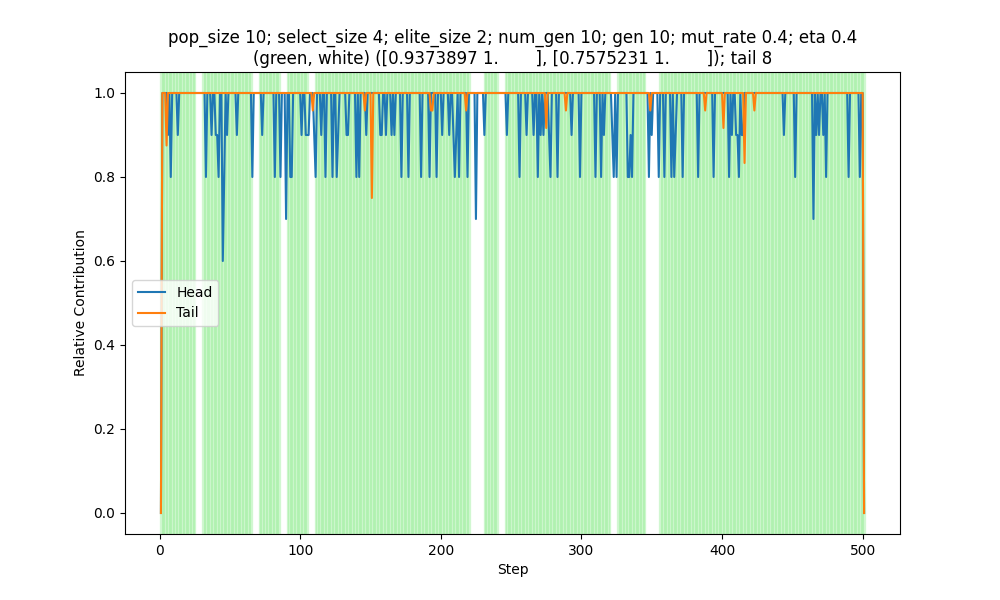 pop_size 10; select_size 4; elite_size 2; num_gen 10; gen 10; mut_rate 0.4; eta 0.4
(green, white) ([0.9373897 1.       ], [0.7575231 1.       ]); tail 8
1.0
0.8
0.6
0.4
0.2
0.0
Relative Contribution
Head
Tail
0 100 200 300 400 500
Step